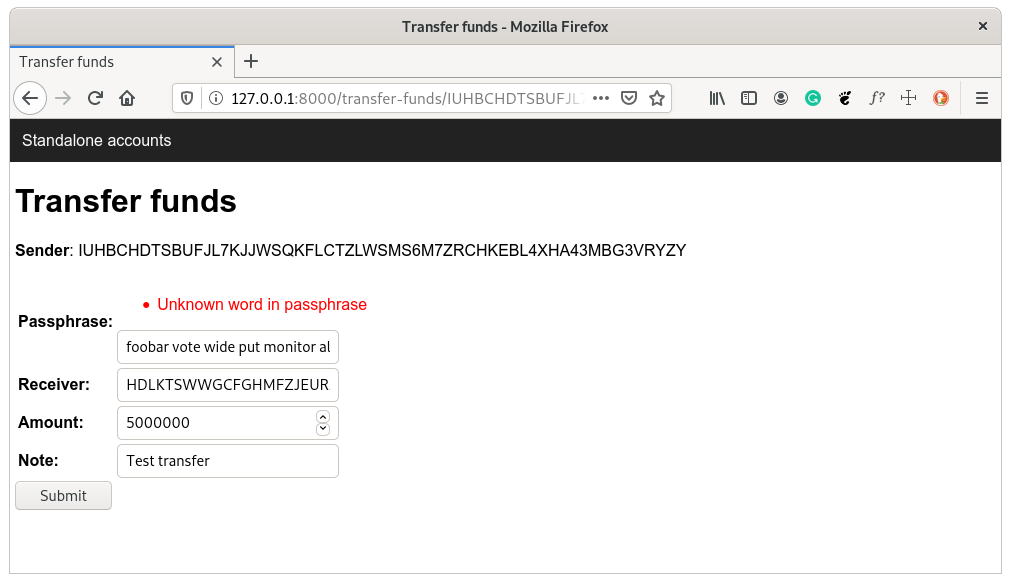 Transfer funds - Mozilla Firefox
Transfer funds
127.0.0.1:8000/transfer-funds/IUHBCHDTSBUFJL7
Standalone accounts
Transfer funds
Sender: IUHBCHDTSBUFJL7KJJWSQKFLCTZLWSMS6M7ZRCHKEBL4XHA43MBG3VRYZY
• Unknown word in passphrase
Passphrase:
foobar vote wide put monitor al
Receiver: HDLKTSWWGCFGHMFZJEUR
Amount: 5000000
Note: Test transfer
Submit